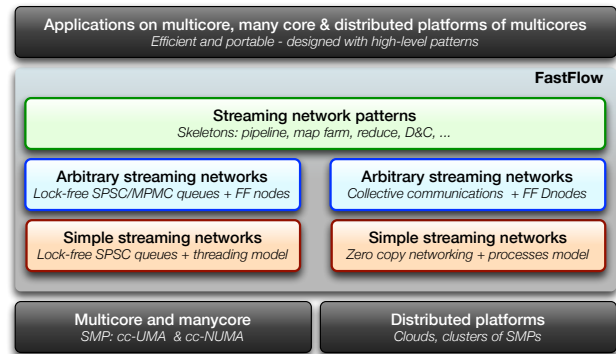 Applications on multicore, many core & distributed platforms of multicores
Efficient and portable - designed with high-level patterns
FastFlow
Streaming network patterns
Skeletons: pipeline, map farm, reduce, D&C, ...
Arbitrary streaming networks
Lock-free SPSC/MPMC queues + FF nodes
Arbitrary streaming networks
Collective communications + FF Dnodes
Simple streaming networks
Lock-free SPSC queues + threading model
Simple streaming networks
Zero copy networking + processes model
Multicore and manycore
SMP: cc-UMA & cc-NUMA
Distributed platforms
Clouds, clusters of SMPs